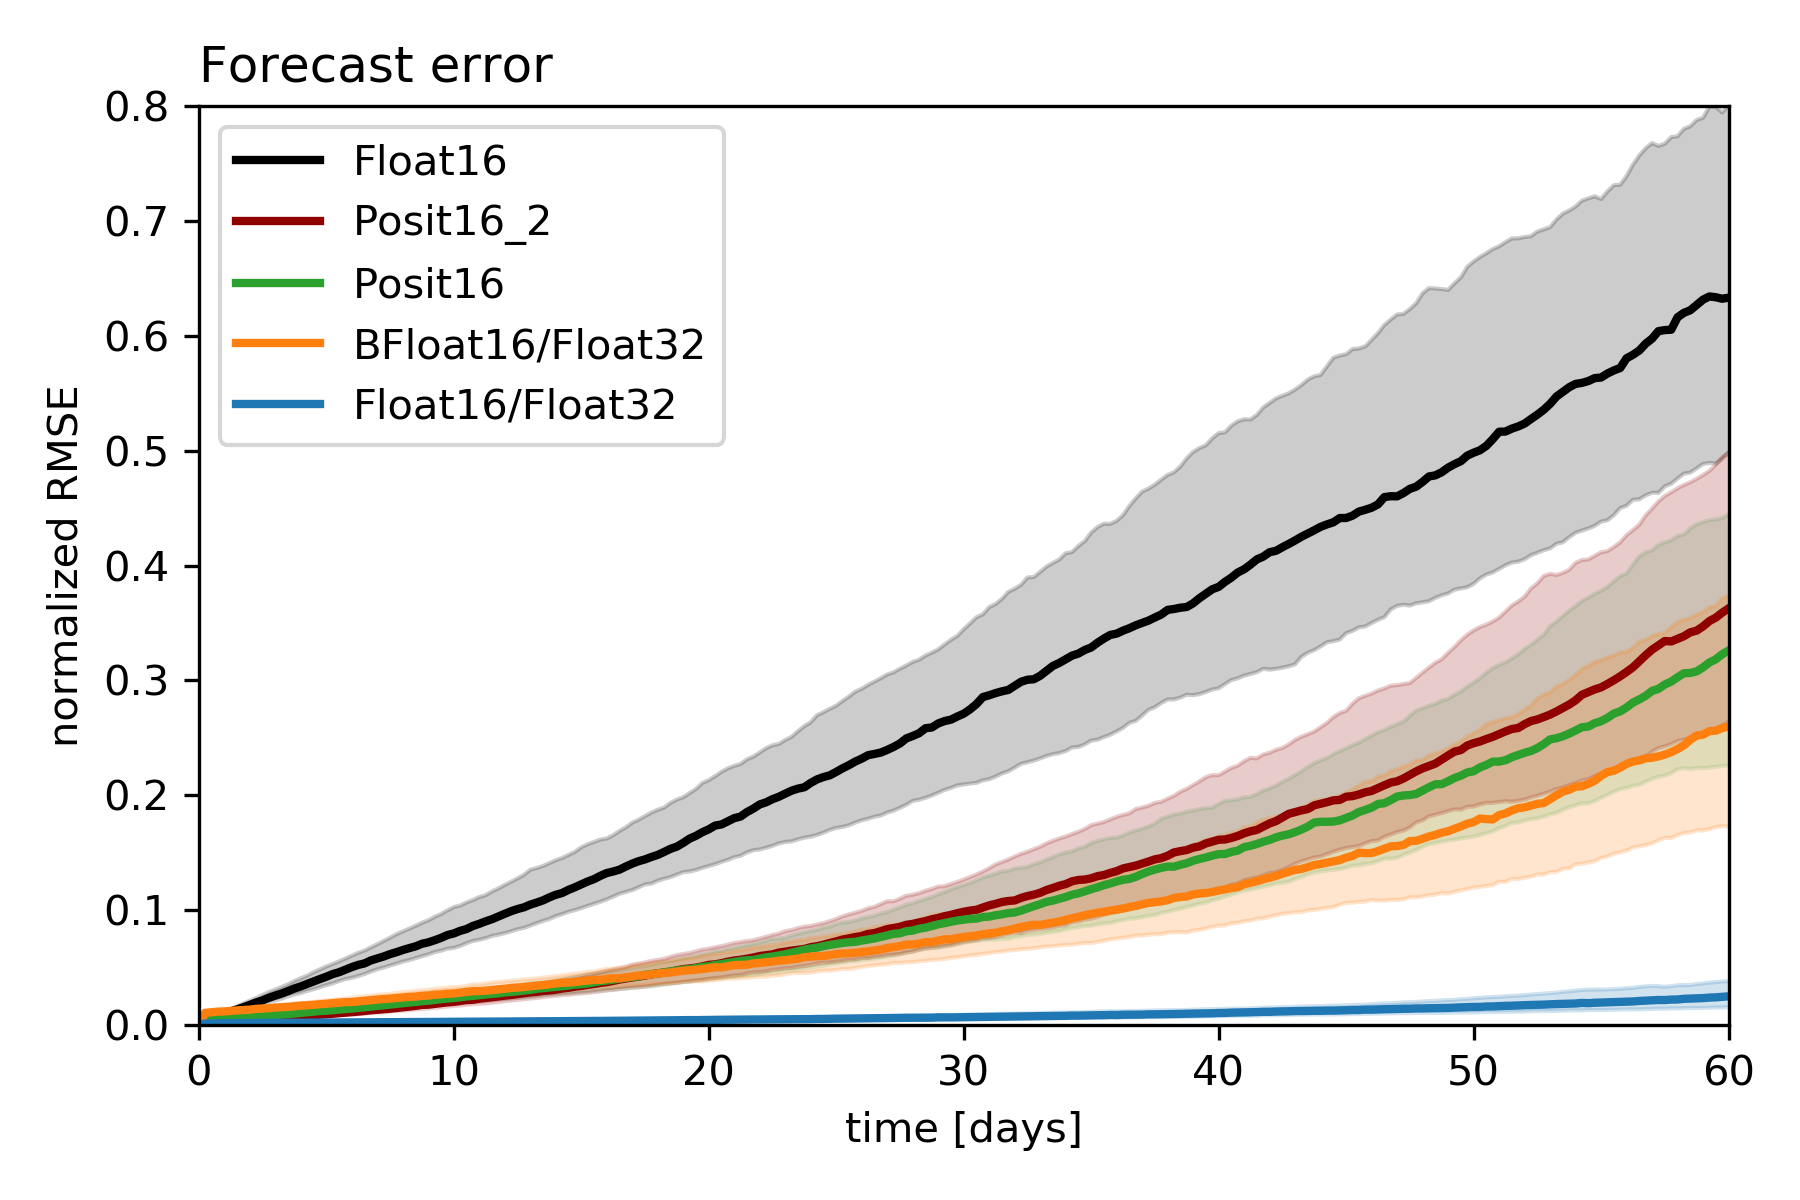 Forecast error
0.8
0.7
0.6
0.5
0.4
0.3
0.2
0.1
0.0
normalized RMSE
Float16
Posit16_2
Posit16
BFloat16/Float32
Float16/Float32
0 10 20 30 40 50 60
time [days]